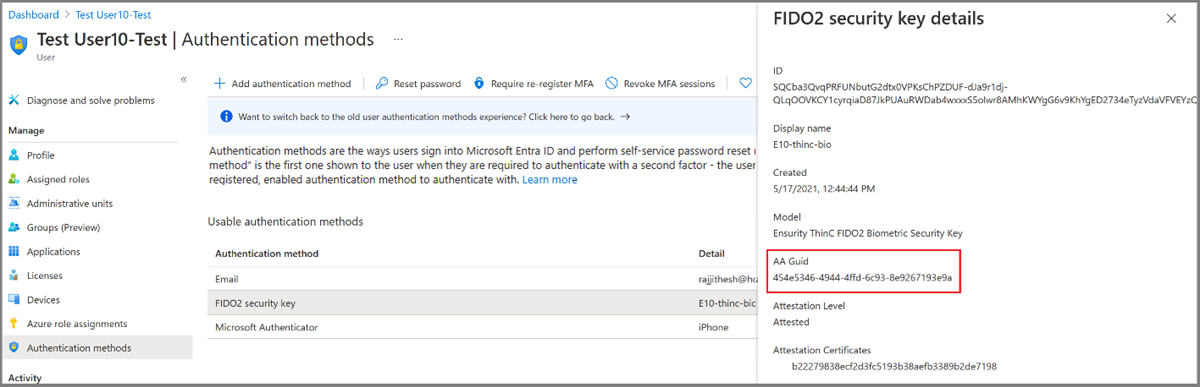 Dashboard > Test User10-Test >
Test User10-Test | Authentication methods ...
User
«
Diagnose and solve problems
Manage
Profile
Assigned roles
Administrative units
Groups (Preview)
Applications
Licenses
Devices
Azure role assignments
Authentication methods
Activity
+ Add authentication method
Reset password
Require re-register MFA
Revoke MFA sessions
Want to switch back to the old user authentication methods experience? Click here to go back. →
Authentication methods are the ways users sign into Microsoft Entra ID and perform self-service password reset (
method" is the first one shown to the user when they are required to authenticate with a second factor - the user
registered, enabled authentication method to authenticate with. Learn more
Usable authentication methods
Authentication method Detail
Email rajjithesh@ho
FIDO2 security key E10-thinc-bio
Microsoft Authenticator iPhone
FIDO2 security key details
ID
SQCba3QvqPRFUNbutG2dtx0VPKsChPZDUF-dJa9r1dj-
QLqOOVKCY1cyrqiaD87JkPUAuRWDab4wxxxS5olwr8AMhKWYgG6v9KhYgED2734eTyzVdaVFVEYzQ
Display name
E10-thinc-bio
Created
5/17/2021, 12:44:44 PM
Model
Ensurity ThinC FIDO2 Biometric Security Key
AA Guid
454e5346-4944-4ffd-6c93-8e9267193e9a
Attestation Level
Attested
Attestation Certificates
b22279838ecf2d3fc5193b38aefb3389b2de7198